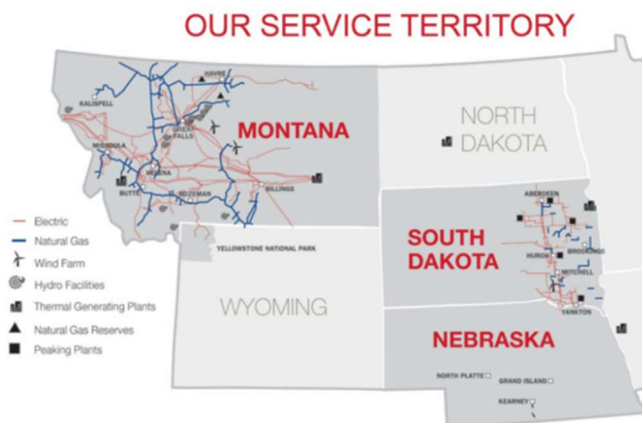 OUR SERVICE TERRITORY
HAVRE
KALISPELL
GREAT
FALLS
MONTANA
NORTH
DAKOTA
MISSOULA
HELENA
BUTTE
BOZEMAN
BILLINGS
ABERDEEN
Electric
Natural Gas
Wind Farm
Hydro Facilities
Thermal Generating Plants
Natural Gas Reserves
Peaking Plants
YELLOWSTONE NATIONAL PARK
SOUTH
DAKOTA
BROOKINGS
HURON
MITCHELL
YANKTON
WYOMING
NEBRASKA
NORTH PLATTE
GRAND ISLAND
KEARNEY